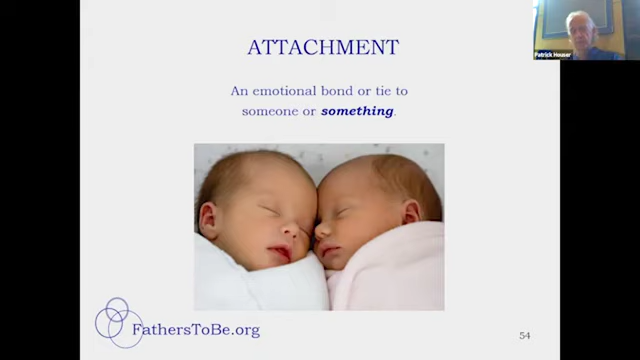 ATTACHMENT
An emotional bond or tie to
someone or something.
FathersToBe.org
54
Patrick Houser